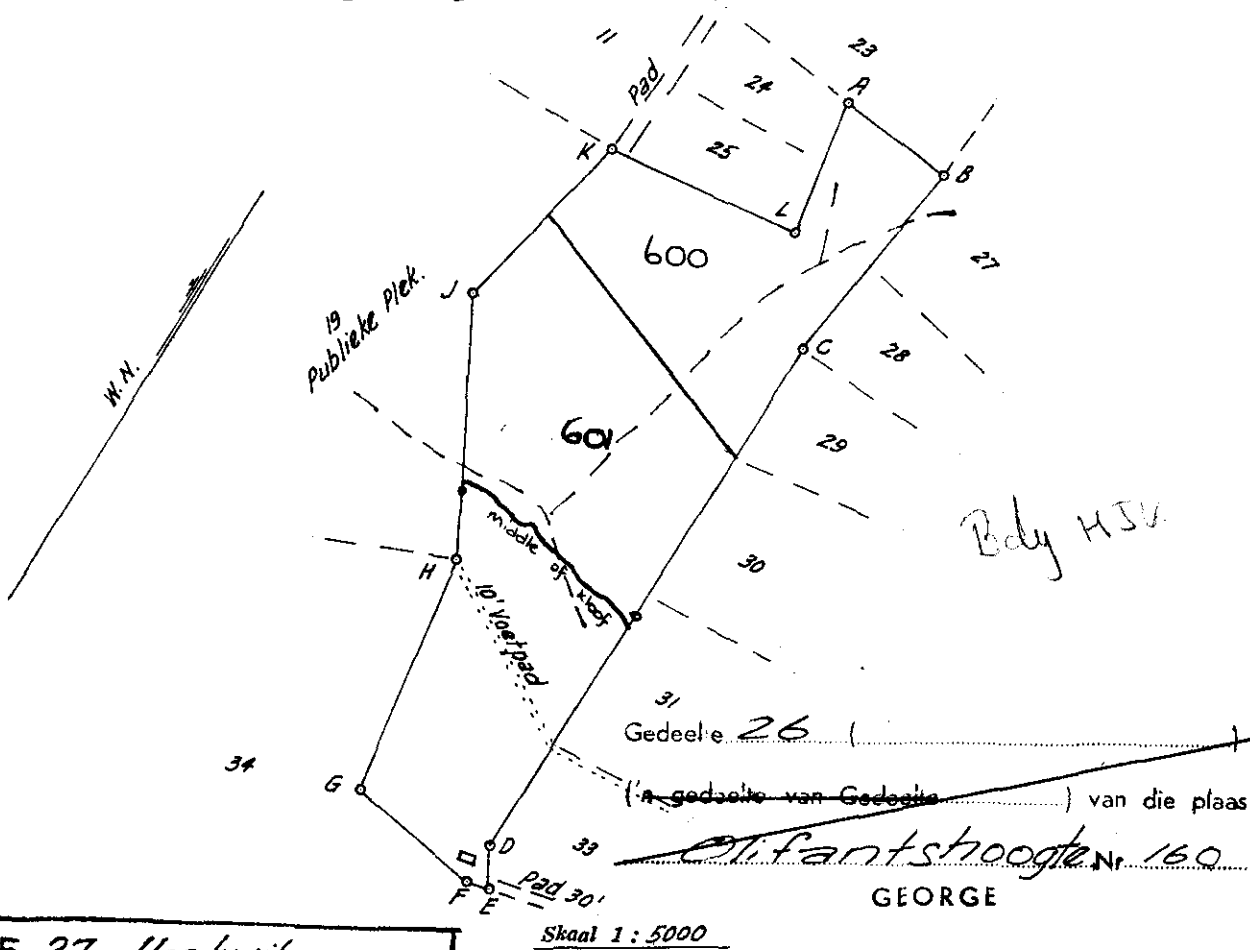 23
11
24
A
Pad
25
K
B
L
600
27
J
19
Publieke Plek.
W.N.
C
28
601
29
middle of kloof
30
H
10' Voetpad
31
Gedeelte 26 ( )
('n gedeelte van Gedeelte ) van die plaas
34
G
D
33
Olifantshoogte Nr 160
F
E
Pad 30'
GEORGE
Skaal 1 : 5000